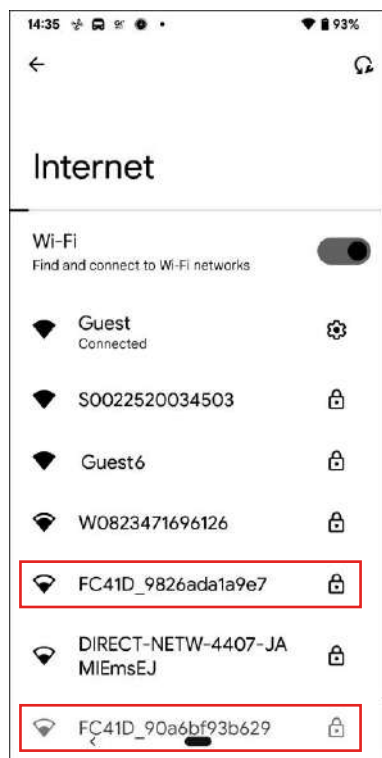 14:35
93%
Internet
Wi-Fi
Find and connect to Wi-Fi networks
Guest
Connected
S0022520034503
Guest6
W0823471696126
FC41D_9826ada1a9e7
DIRECT-NETW-4407-JA
MIEmsEJ
FC41D_90a6bf93b629